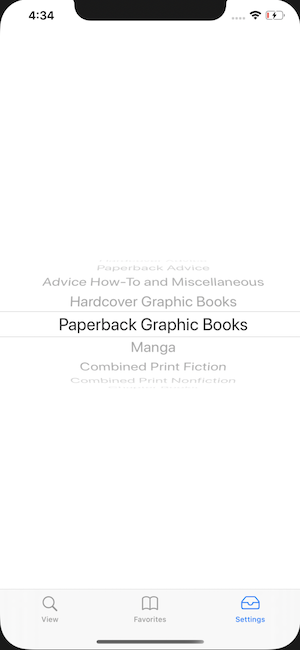 4:34
Paperback Advice
Advice How-To and Miscellaneous
Hardcover Graphic Books
Paperback Graphic Books
Manga
Combined Print Fiction
Combined Print Nonfiction
View
Favorites
Settings